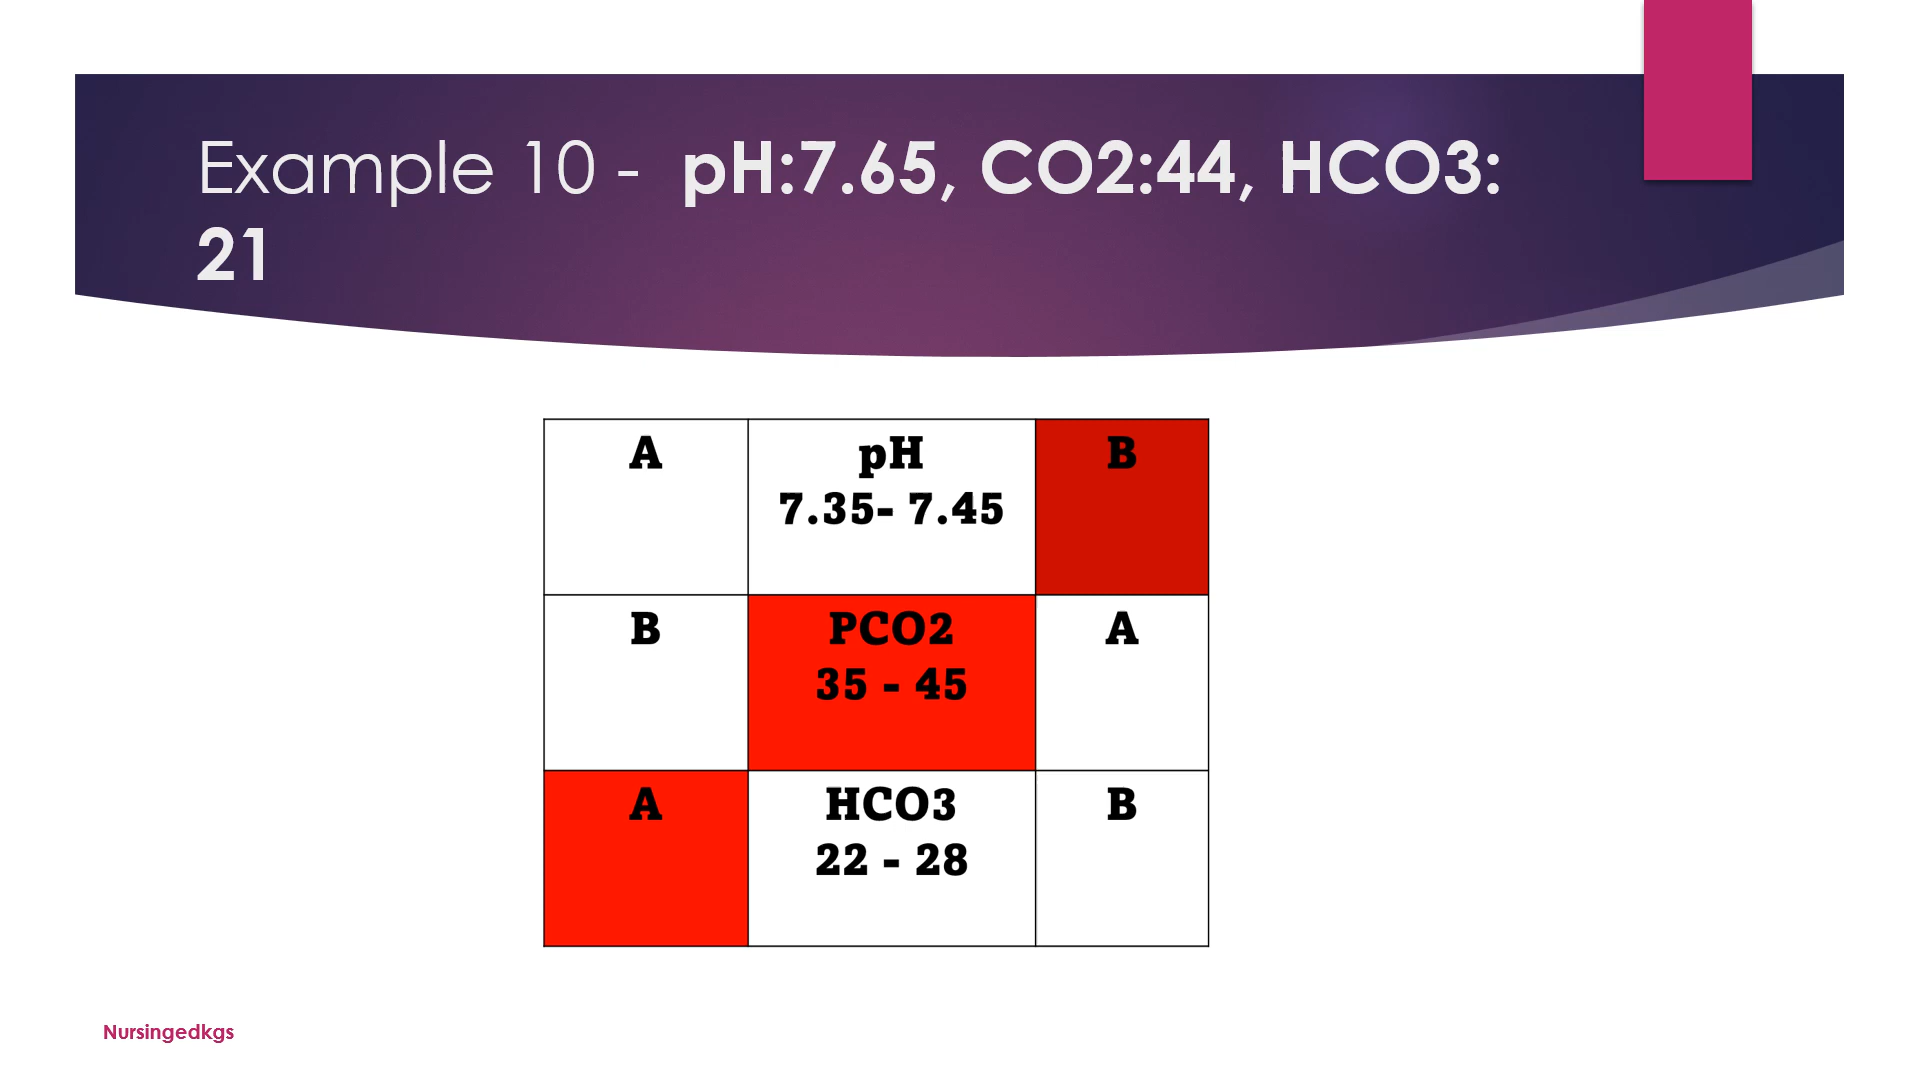 Example 10 - pH:7.65, CO2:44, HCO3:
21
A
pH
7.35- 7.45
B
B
PCO2
35 - 45
A
A
HCO3
22 - 28
B
Nursingedkgs